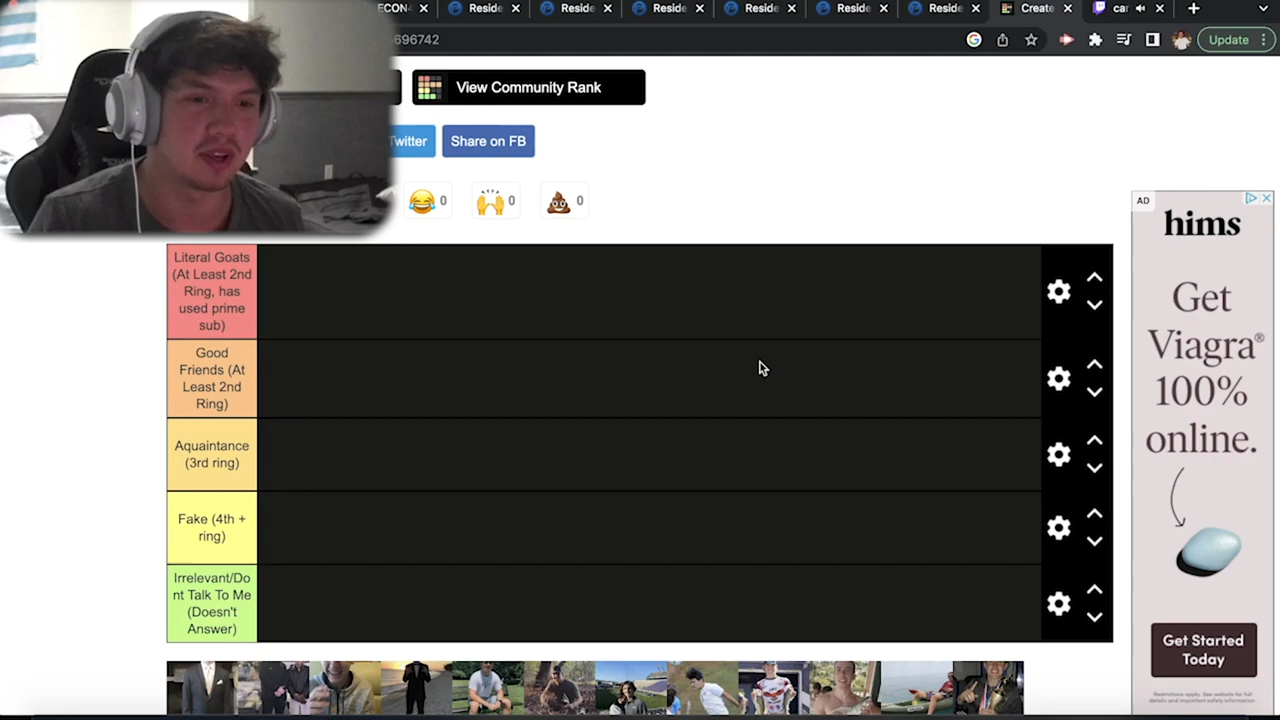 ECON
Reside
Reside
Reside
Reside
Reside
Reside
Create
car
696742
Update
View Community Rank
Twitter
Share on FB
0
0
0
Literal Goats
(At Least 2nd
Ring, has
used prime
sub)
Good
Friends (At
Least 2nd
Ring)
Aquaintance
(3rd ring)
Fake (4th +
ring)
Irrelevant/Do
nt Talk To Me
(Doesn't
Answer)
AD
hims
Get
Viagra®
100%
online.
Get Started
Today